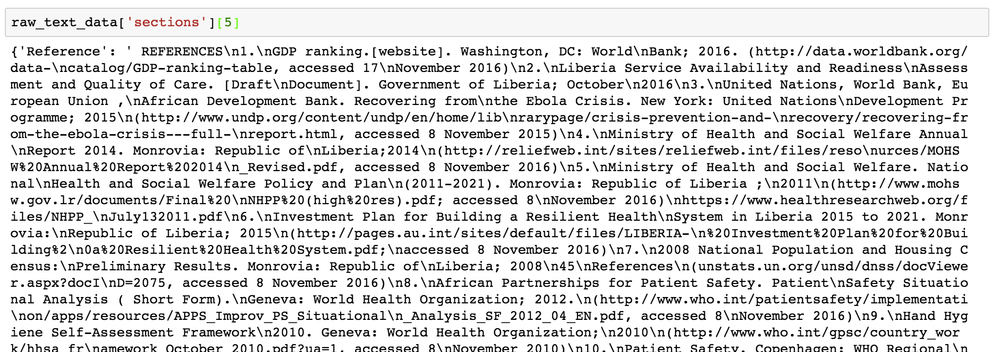 raw_text_data['sections'][5]
{'Reference': ' REFERENCES\n1.\nGDP ranking.[website]. Washington, DC: World\nBank; 2016. (http://data.worldbank.org/
data-\ncatalog/GDP-ranking-table, accessed 17\nNovember 2016)\n2.\nLiberia Service Availability and Readiness\nAssess
ment and Quality of Care. [Draft\nDocument]. Government of Liberia; October\n2016\n3.\nUnited Nations, World Bank, Eu
ropean Union ,\nAfrican Development Bank. Recovering from\nthe Ebola Crisis. New York: United Nations\nDevelopment Pr
ogramme; 2015\n(http://www.undp.org/content/undp/en/home/lib\nrarypage/crisis-prevention-and-\nrecovery/recovering-fr
om-the-ebola-crisis---full-\nreport.html, accessed 8 November 2015)\n4.\nMinistry of Health and Social Welfare Annual
\nReport 2014. Monrovia: Republic of\nLiberia;2014\n(http://reliefweb.int/sites/reliefweb.int/files/reso\nurces/MOHS
W%20Annual%20Report%202014\n_Revised.pdf, accessed 8 November 2016)\n5.\nMinistry of Health and Social Welfare. Natio
nal\nHealth and Social Welfare Policy and Plan\n(2011-2021). Monrovia: Republic of Liberia ;\n2011\n(http://www.mohs
w.gov.lr/documents/Final%20\nNHPP%20(high%20res).pdf; accessed 8\nNovember 2016)\nhttps://www.healthresearchweb.org/f
iles/NHPP_\nJuly132011.pdf\n6.\nInvestment Plan for Building a Resilient Health\nSystem in Liberia 2015 to 2021. Monr
ovia:\nRepublic of Liberia; 2015\n(http://pages.au.int/sites/default/files/LIBERIA-\n%20Investment%20Plan%20for%20Bui
lding%2\n0a%20Resilient%20Health%20System.pdf;\naccessed 8 November 2016)\n7.\n2008 National Population and Housing C
ensus:\nPreliminary Results. Monrovia: Republic of\nLiberia; 2008\n45\nReferences\n(unstats.un.org/unsd/dnss/docViewe
r.aspx?docI\nD=2075, accessed 8 November 2016)\n8.\nAfrican Partnerships for Patient Safety. Patient\nSafety Situatio
nal Analysis ( Short Form).\nGeneva: World Health Organization; 2012.\n(http://www.who.int/patientsafety/implementati
\non/apps/resources/APPS_Improv_PS_Situational\n_Analysis_SF_2012_04_EN.pdf, accessed 8\nNovember 2016)\n9.\nHand Hyg
iene Self-Assessment Framework\n2010. Geneva: World Health Organization;\n2010\n(http://www.who.int/gpsc/country_wor
k/hhsa_fr\namework_October_2010.pdf?ua=1, accessed 8\nNovember 2010)\n10.\nPatient Safety. Copenhagen: WHO Regional\n